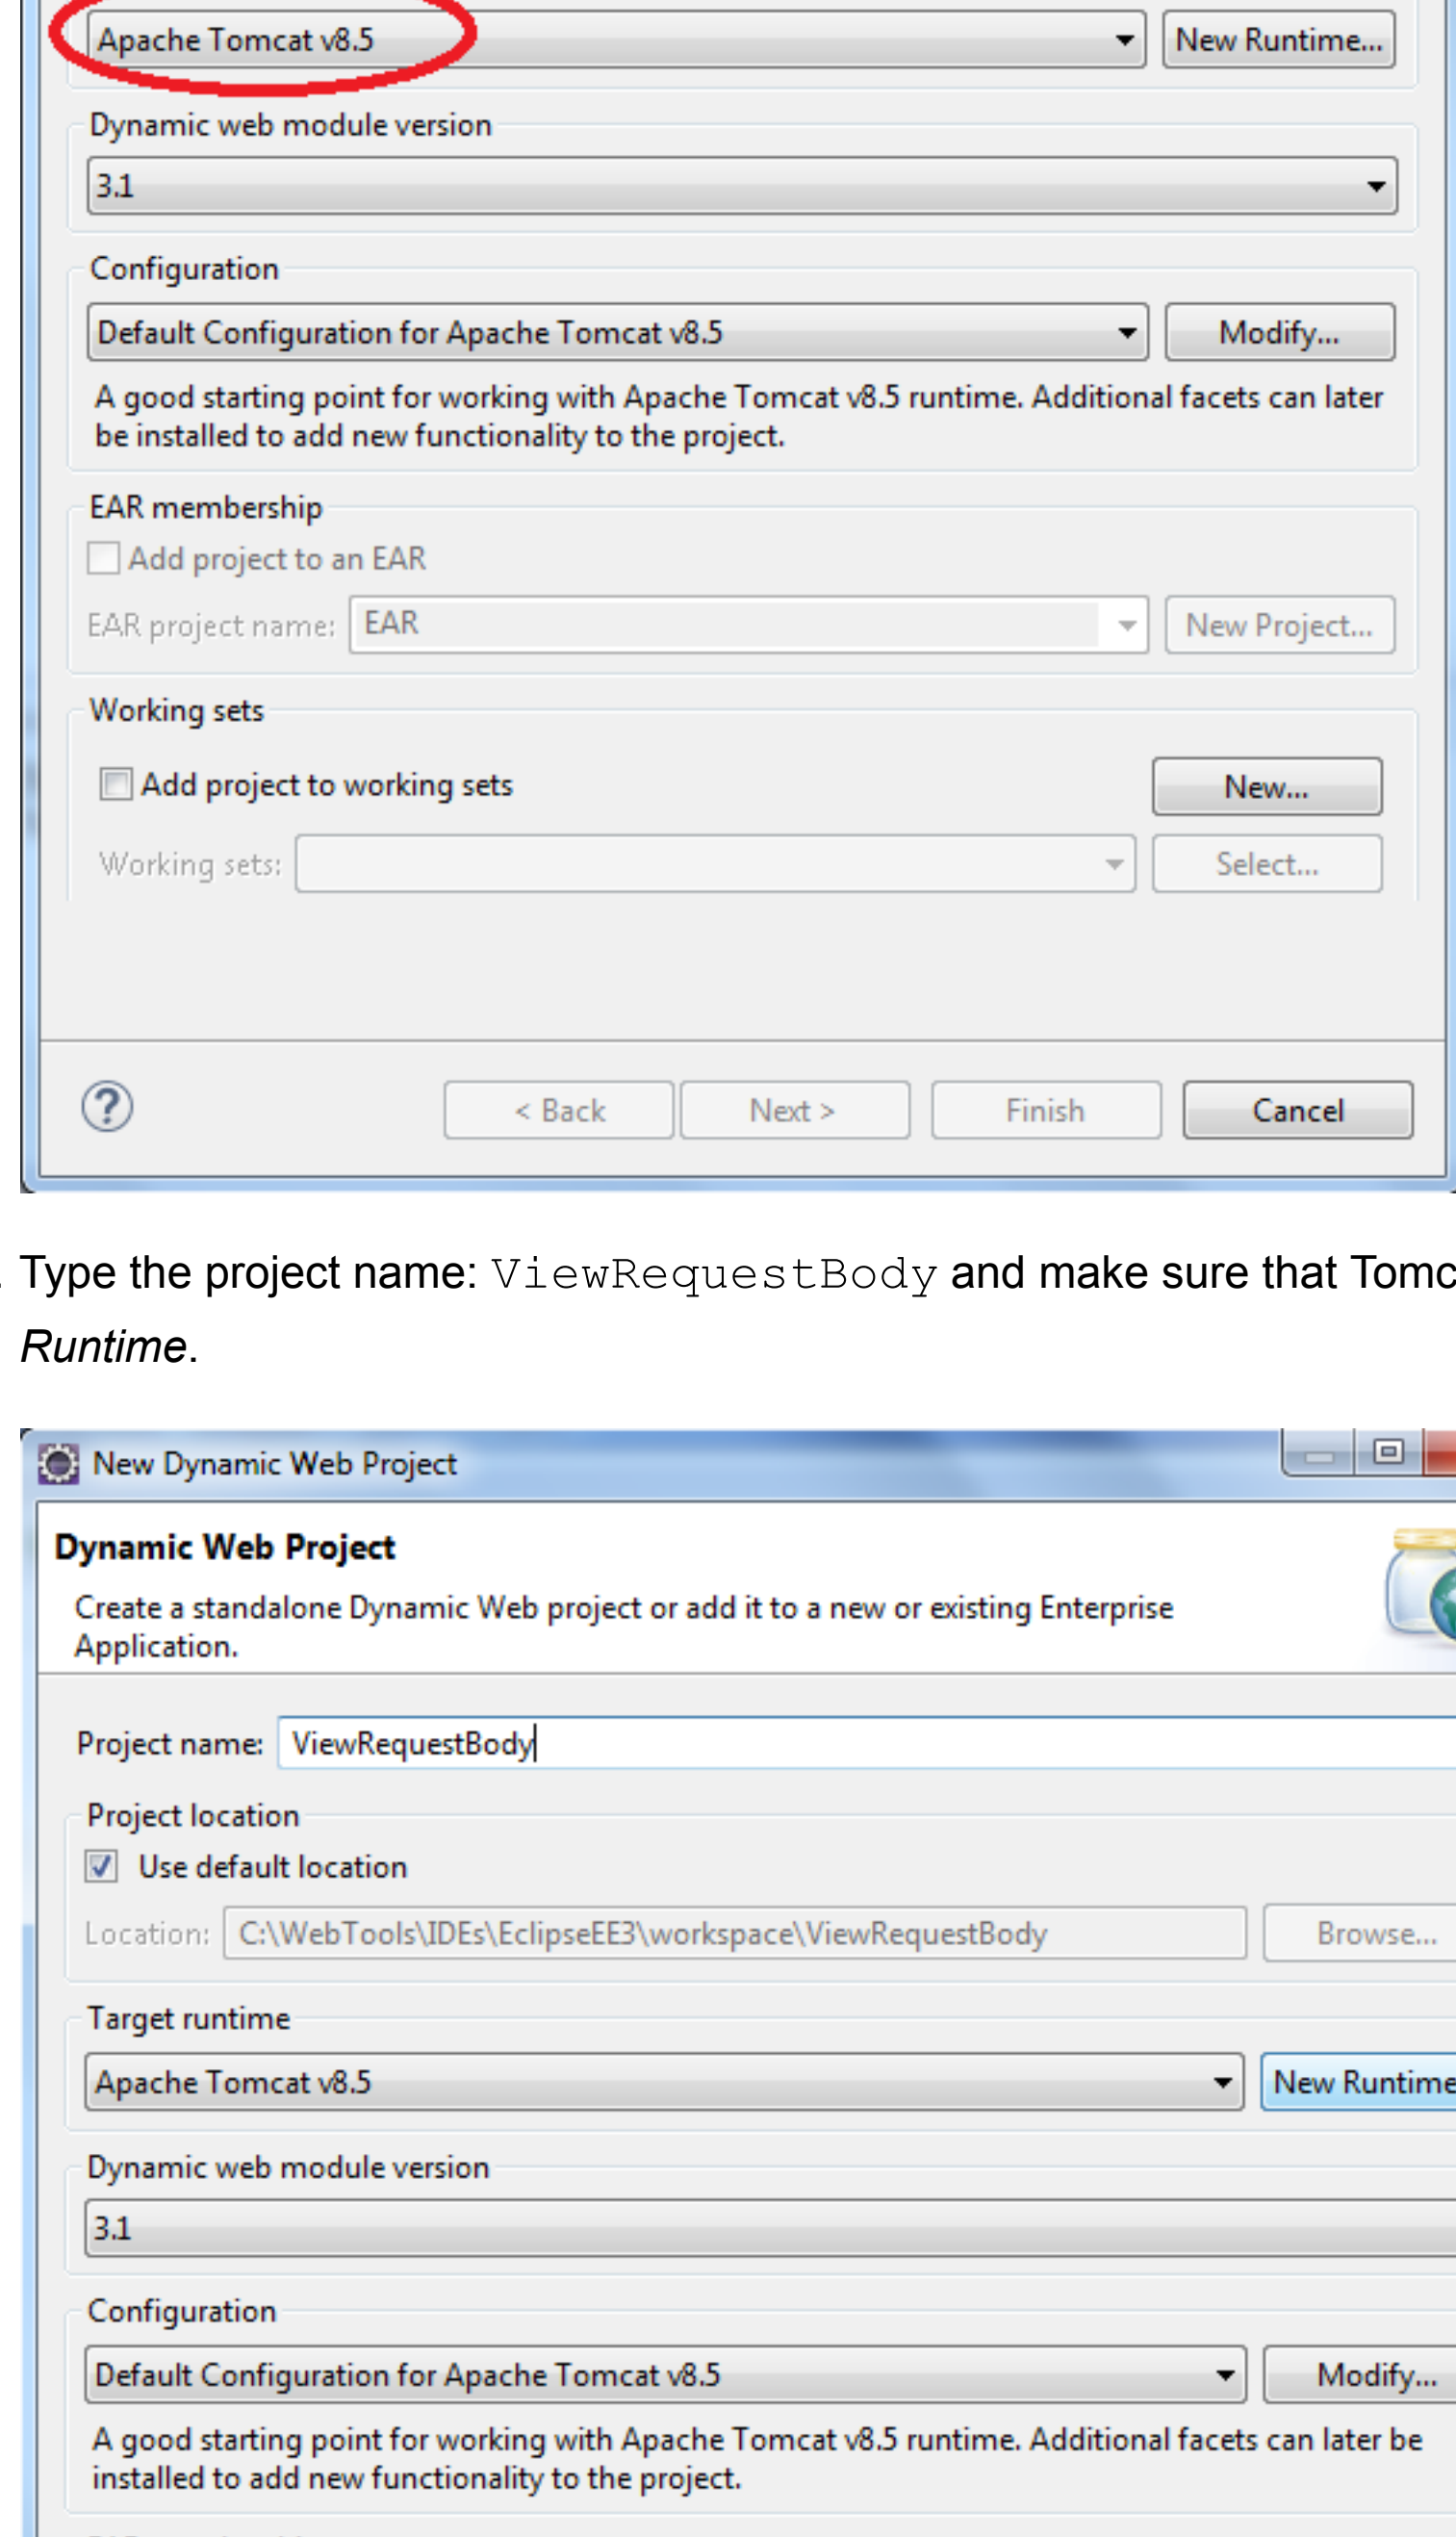 Apache Tomcat v8.5 New Runtime...
Dynamic web module version
3.1
Configuration
Default Configuration for Apache Tomcat v8.5 Modify...
A good starting point for working with Apache Tomcat v8.5 runtime. Additional facets can later
be installed to add new functionality to the project.
EAR membership
Add project to an EAR
EAR project name: EAR New Project...
Working sets
Add project to working sets New...
Working sets: Select...
< Back Next > Finish Cancel
Type the project name: ViewRequestBody and make sure that Tomc
Runtime.
New Dynamic Web Project
Dynamic Web Project
Create a standalone Dynamic Web project or add it to a new or existing Enterprise
Application.
Project name: ViewRequestBody
Project location
Use default location
Location: C:\WebTools\IDEs\EclipseEE3\workspace\ViewRequestBody Browse...
Target runtime
Apache Tomcat v8.5 New Runtime
Dynamic web module version
3.1
Configuration
Default Configuration for Apache Tomcat v8.5 Modify...
A good starting point for working with Apache Tomcat v8.5 runtime. Additional facets can later be
installed to add new functionality to the project.